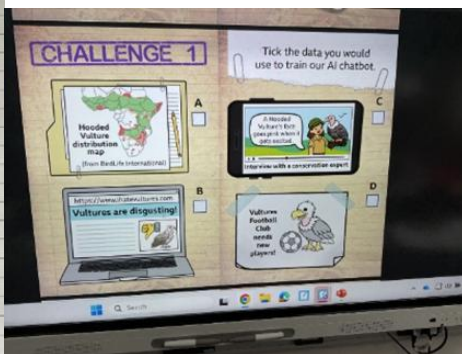 CHALLENGE 1
Tick the data you would
use to train our AI chatbot.
A
Hooded
Vulture
distribution
map
(from BirdLife International)
B
https://www.ihatevultures.com
Vultures are disgusting!
C
A Hooded
Vulture's face
goes pink when it
gets excited.
Interview with a conservation expert
D
Vultures
Football
Club
needs
new
players!
Search